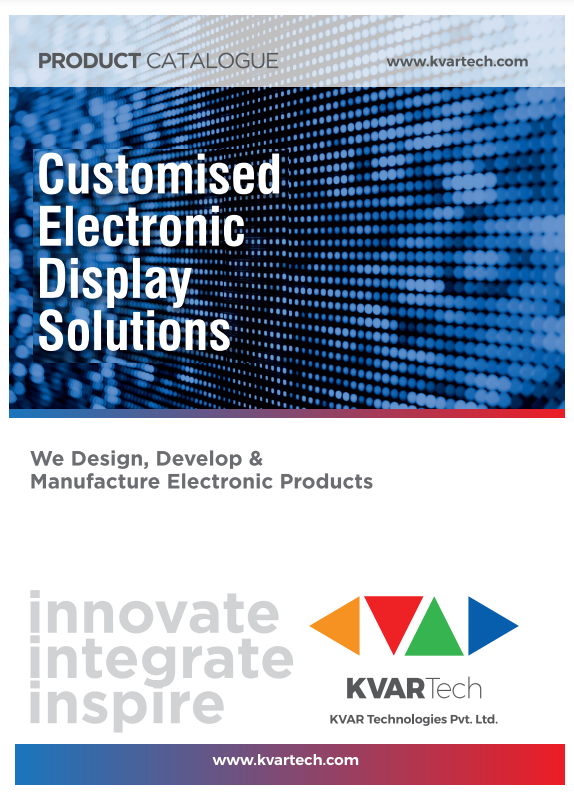 PRODUCT CATALOGUE
www.kvartech.com
Customised
Electronic
Display
Solutions
We Design, Develop &
Manufacture Electronic Products
innovate
integrate
inspire
KVARTech
KVAR Technologies Pvt. Ltd.
www.kvartech.com